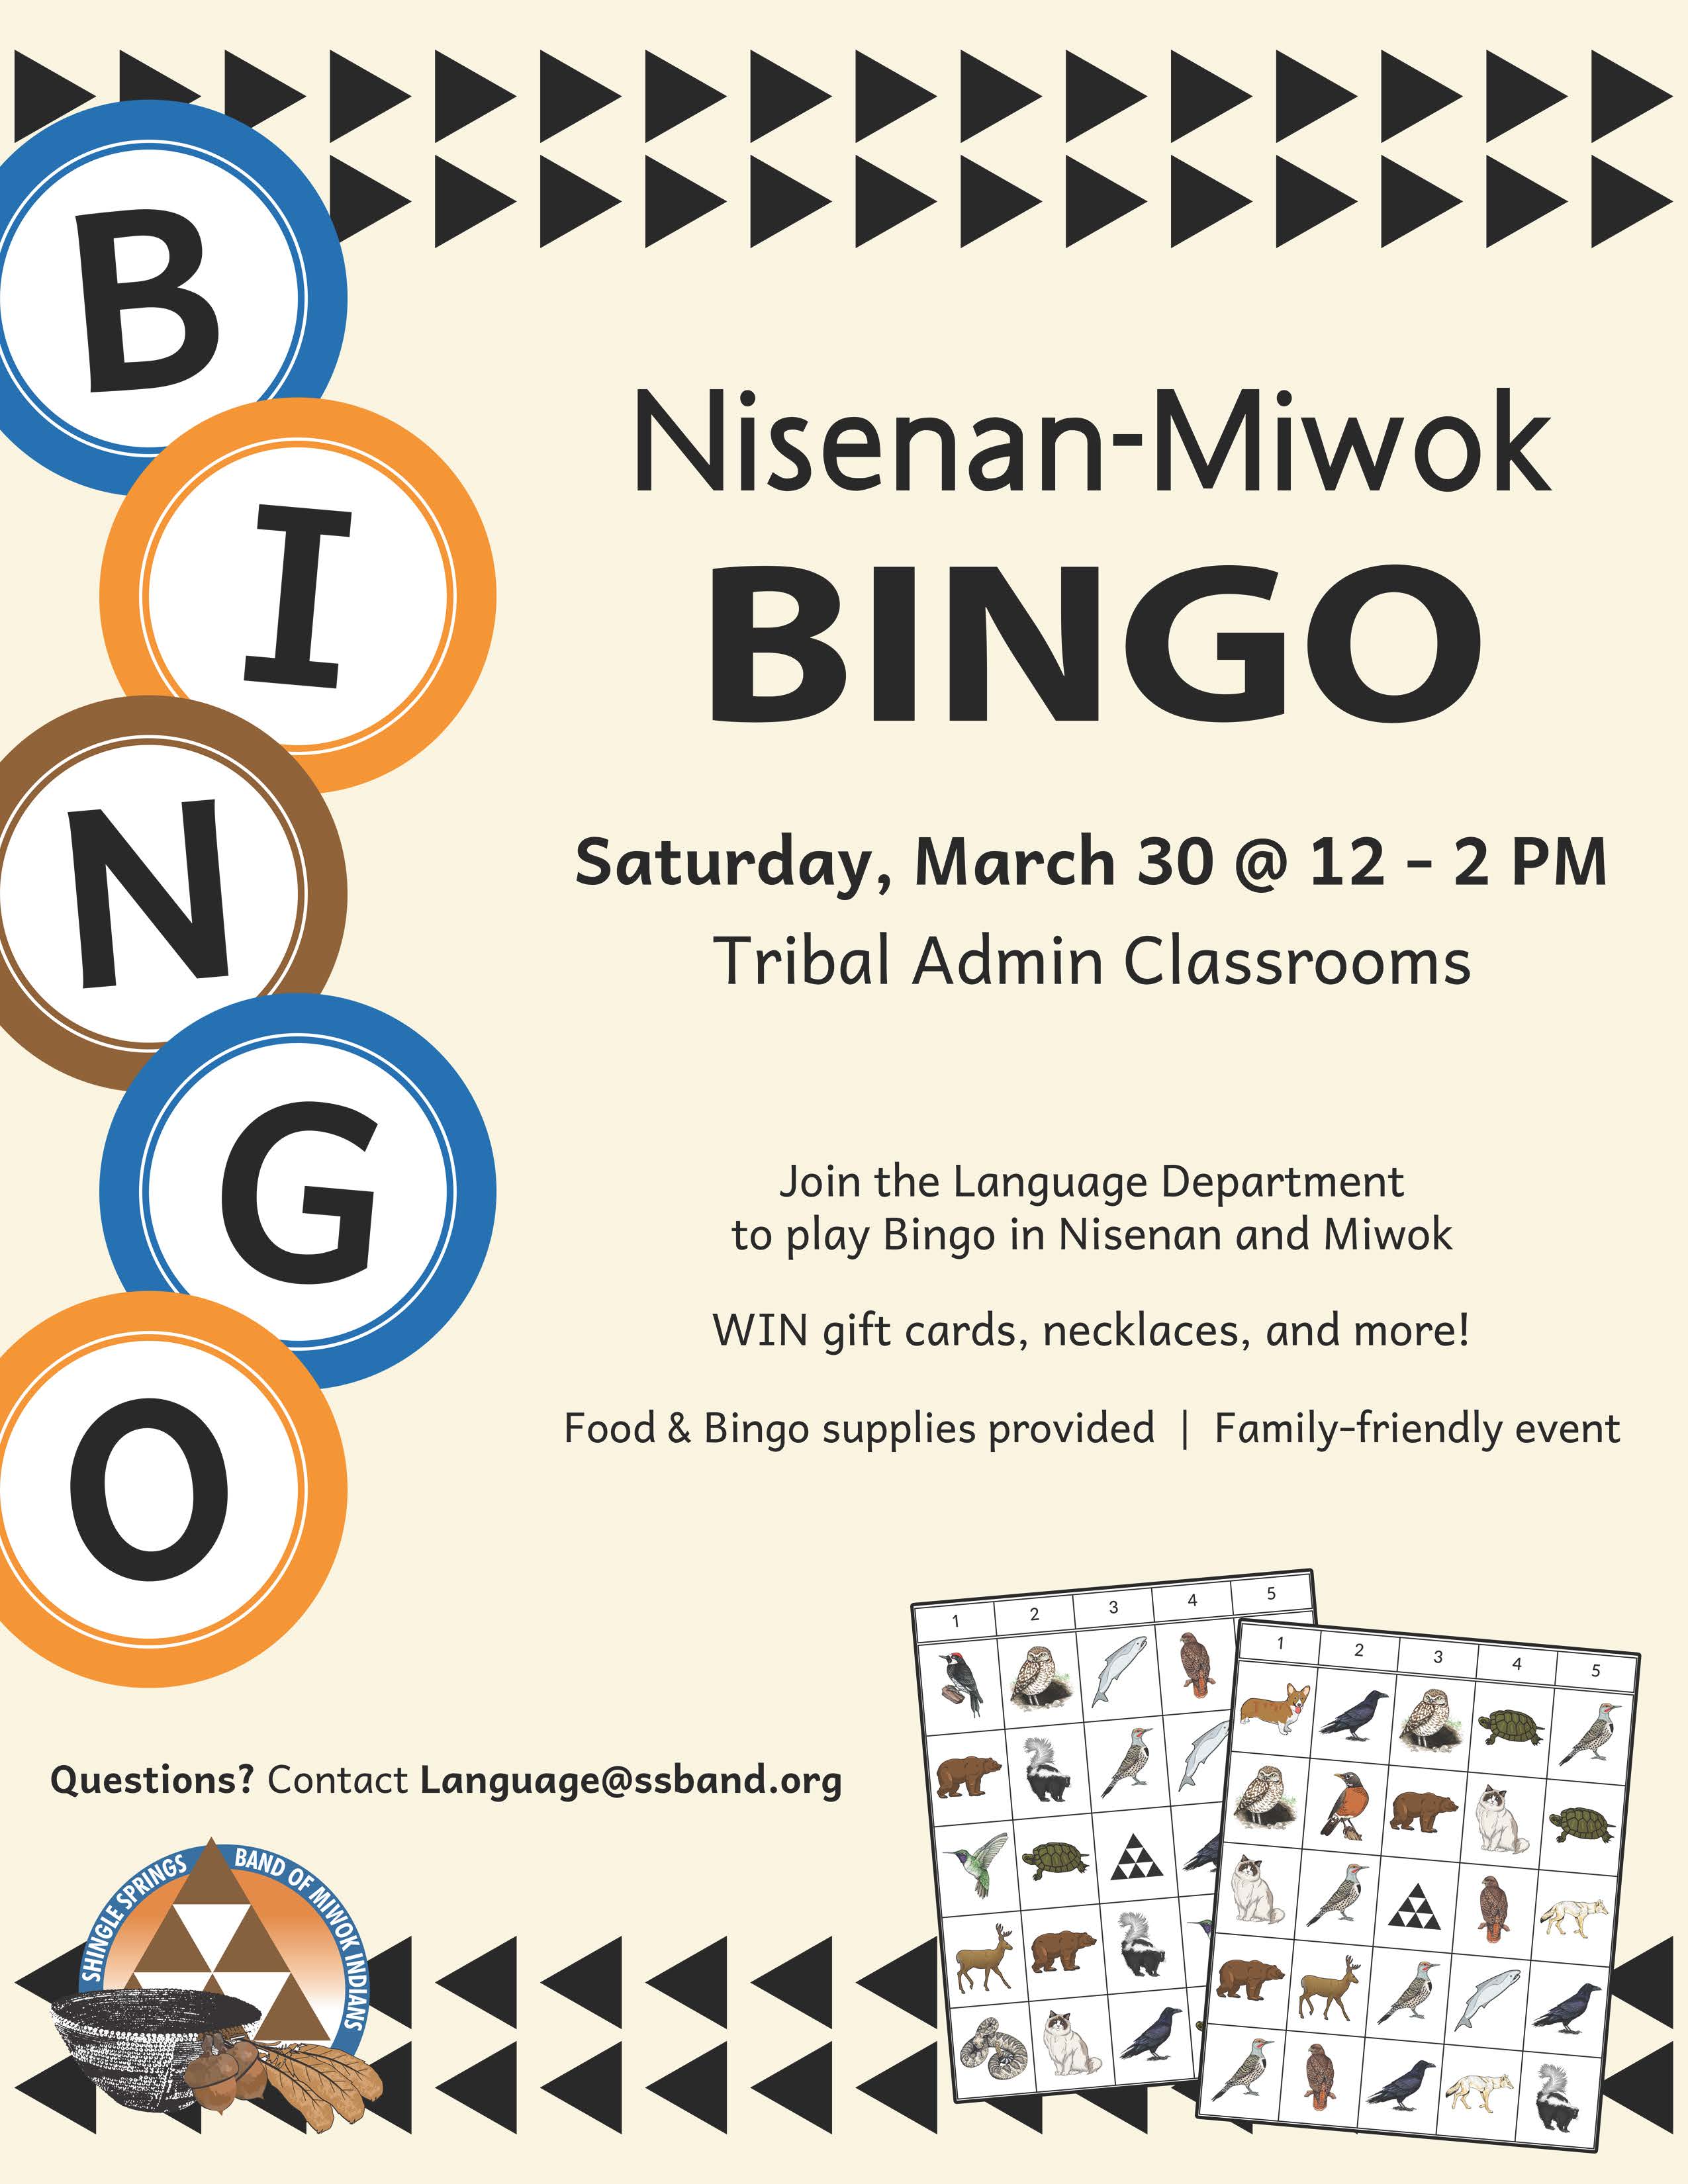 B
I
N
G
O
Nisenan-Miwok
BINGO
Saturday, March 30 @ 12 - 2 PM
Tribal Admin Classrooms
Join the Language Department
to play Bingo in Nisenan and Miwok
WIN gift cards, necklaces, and more!
Food & Bingo supplies provided | Family-friendly event
1 2 3 4 5
1 2 3 4 5
Questions? Contact Language@ssband.org
SHINGLE SPRINGS BAND OF MIWOK INDIANS